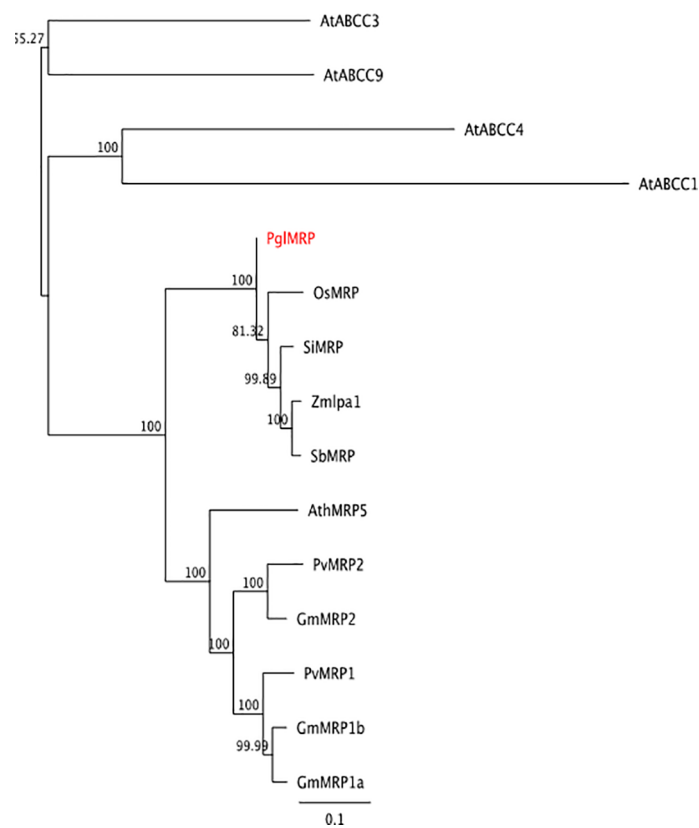 AtABCC3
55.27
AtABCC9
AtABCC4
100
AtABCC1
PglMRP
100
OsMRP
81.32
SiMRP
99.89
Zmlpa1
100
100
SbMRP
AthMRP5
PvMRP2
100
100
GmMRP2
100
PvMRP1
100
GmMRP1b
99.99
GmMRP1a
0.1